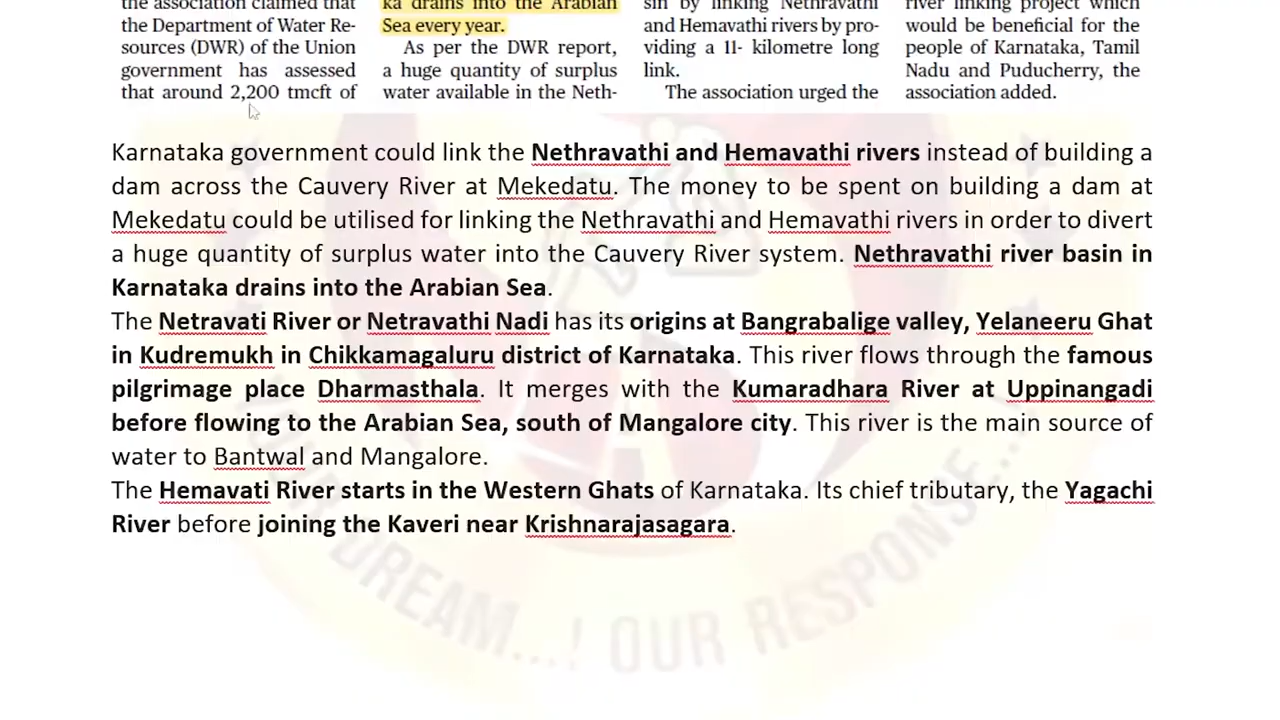 the association claimed that
the Department of Water Re-
sources (DWR) of the Union
government has assessed
that around 2,200 tmcft of
ka drains into the Arabian
Sea every year.
As per the DWR report,
a huge quantity of surplus
water available in the Neth-
sin by linking Nethravathi
and Hemavathi rivers by pro-
viding a 11- kilometre long
link.
The association urged the
river linking project which
would be beneficial for the
people of Karnataka, Tamil
Nadu and Puducherry, the
association added.
Karnataka government could link the Nethravathi and Hemavathi rivers instead of building a
dam across the Cauvery River at Mekedatu. The money to be spent on building a dam at
Mekedatu could be utilised for linking the Nethravathi and Hemavathi rivers in order to divert
a huge quantity of surplus water into the Cauvery River system. Nethravathi river basin in
Karnataka drains into the Arabian Sea.
The Netravati River or Netravathi Nadi has its origins at Bangrabalige valley, Yelaneeru Ghat
in Kudremukh in Chikkamagaluru district of Karnataka. This river flows through the famous
pilgrimage place Dharmasthala. It merges with the Kumaradhara River at Uppinangadi
before flowing to the Arabian Sea, south of Mangalore city. This river is the main source of
water to Bantwal and Mangalore.
The Hemavati River starts in the Western Ghats of Karnataka. Its chief tributary, the Yagachi
River before joining the Kaveri near Krishnarajasagara.
YOUR DREAM...! OUR RESPONSE....